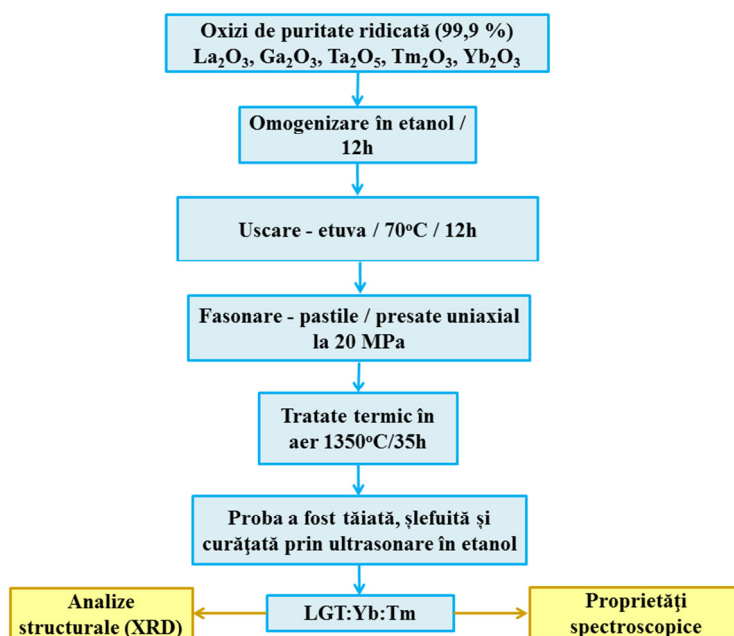 Oxizi de puritate ridicată (99,9 %)
La₂O₃, Ga₂O₃, Ta₂O₅, Tm₂O₃, Yb₂O₃
Omogenizare în etanol /
12h
Uscare - etuva / 70ºC / 12h
Fasonare - pastile / presate uniaxial
la 20 MPa
Tratate termic în
aer 1350ºC/35h
Proba a fost tăiată, șlefuită și
curăţată prin ultrasonare în etanol
Analize
structurale (XRD)
LGT:Yb:Tm
Proprietăţi
spectroscopice